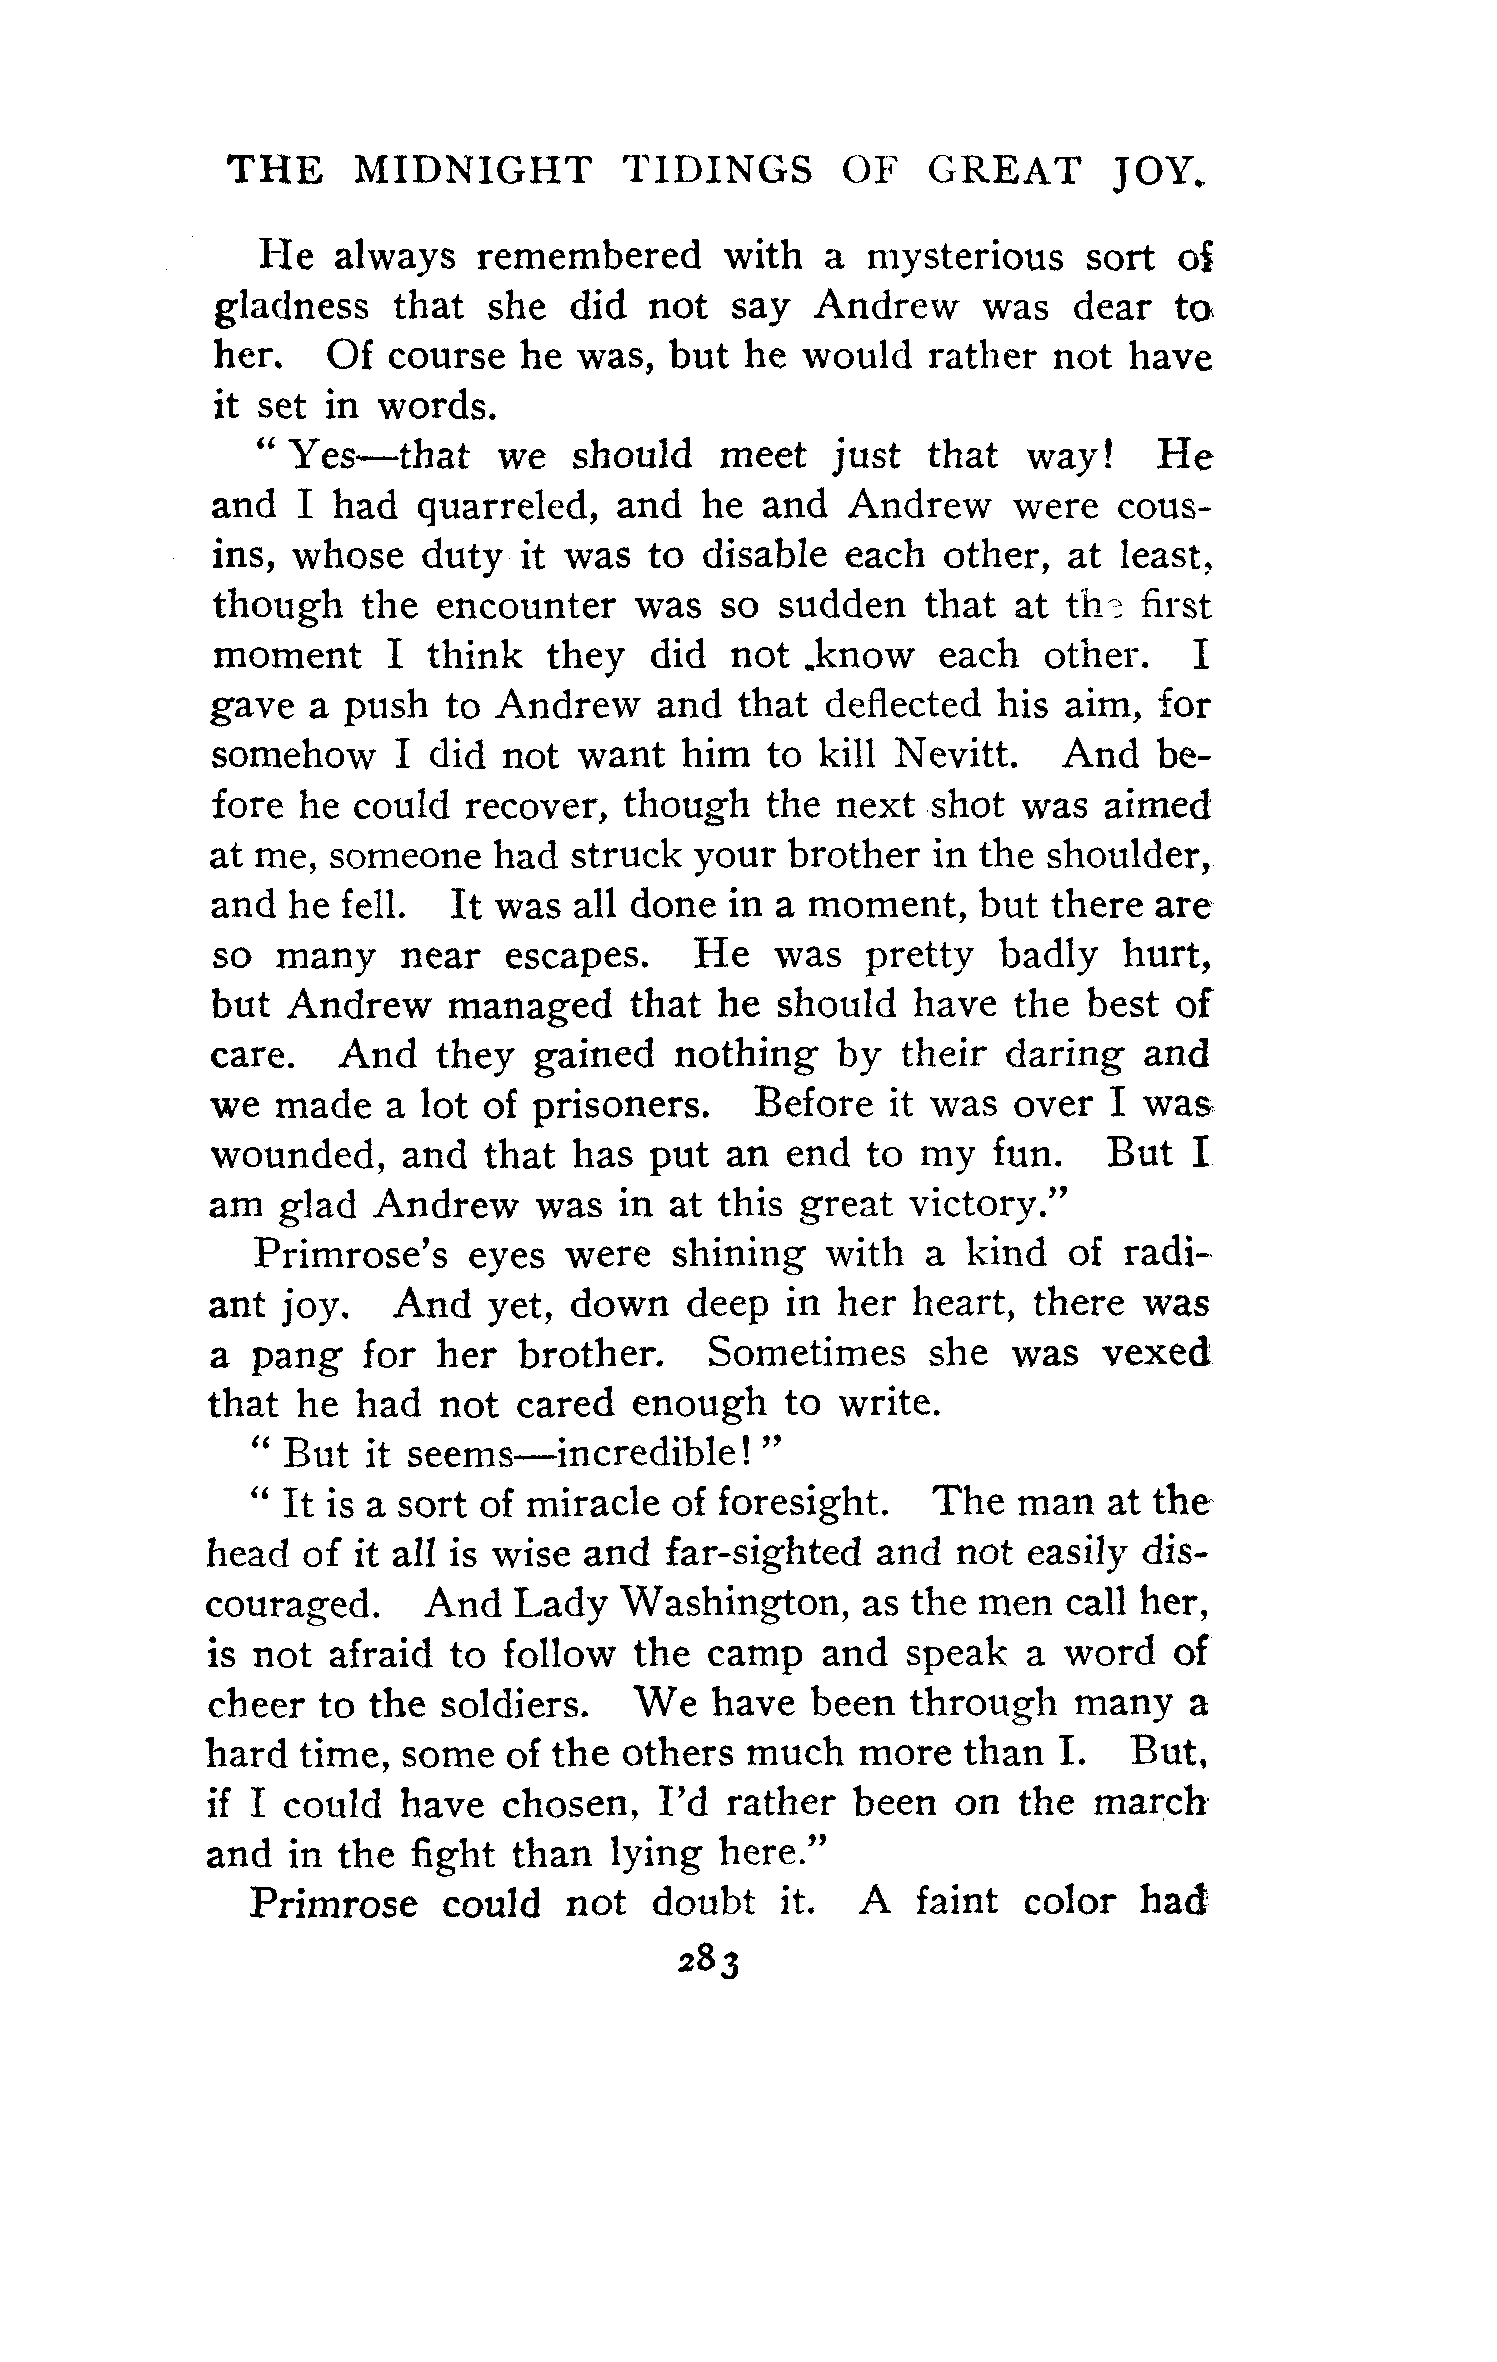 THE MIDNIGHT TIDINGS OF GREAT JOY.
He always remembered with a mysterious sort of
gladness that she did not say Andrew was dear to
her. Of course he was, but he would rather not have
it set in words.
" Yes—that we should meet just that way! He
and I had quarreled, and he and Andrew were cous-
ins, whose duty it was to disable each other, at least,
though the encounter was so sudden that at the first
moment I think they did not know each other. I
gave a push to Andrew and that deflected his aim, for
somehow I did not want him to kill Nevitt. And be-
fore he could recover, though the next shot was aimed
at me, someone had struck your brother in the shoulder,
and he fell. It was all done in a moment, but there are
so many near escapes. He was pretty badly hurt,
but Andrew managed that he should have the best of
care. And they gained nothing by their daring and
we made a lot of prisoners. Before it was over I was
wounded, and that has put an end to my fun. But I
am glad Andrew was in at this great victory."
Primrose's eyes were shining with a kind of radi-
ant joy. And yet, down deep in her heart, there was
a pang for her brother. Sometimes she was vexed
that he had not cared enough to write.
" But it seems—incredible! "
" It is a sort of miracle of foresight. The man at the
head of it all is wise and far-sighted and not easily dis-
couraged. And Lady Washington, as the men call her,
is not afraid to follow the camp and speak a word of
cheer to the soldiers. We have been through many a
hard time, some of the others much more than I. But,
if I could have chosen, I'd rather been on the march
and in the fight than lying here."
Primrose could not doubt it. A faint color had
283